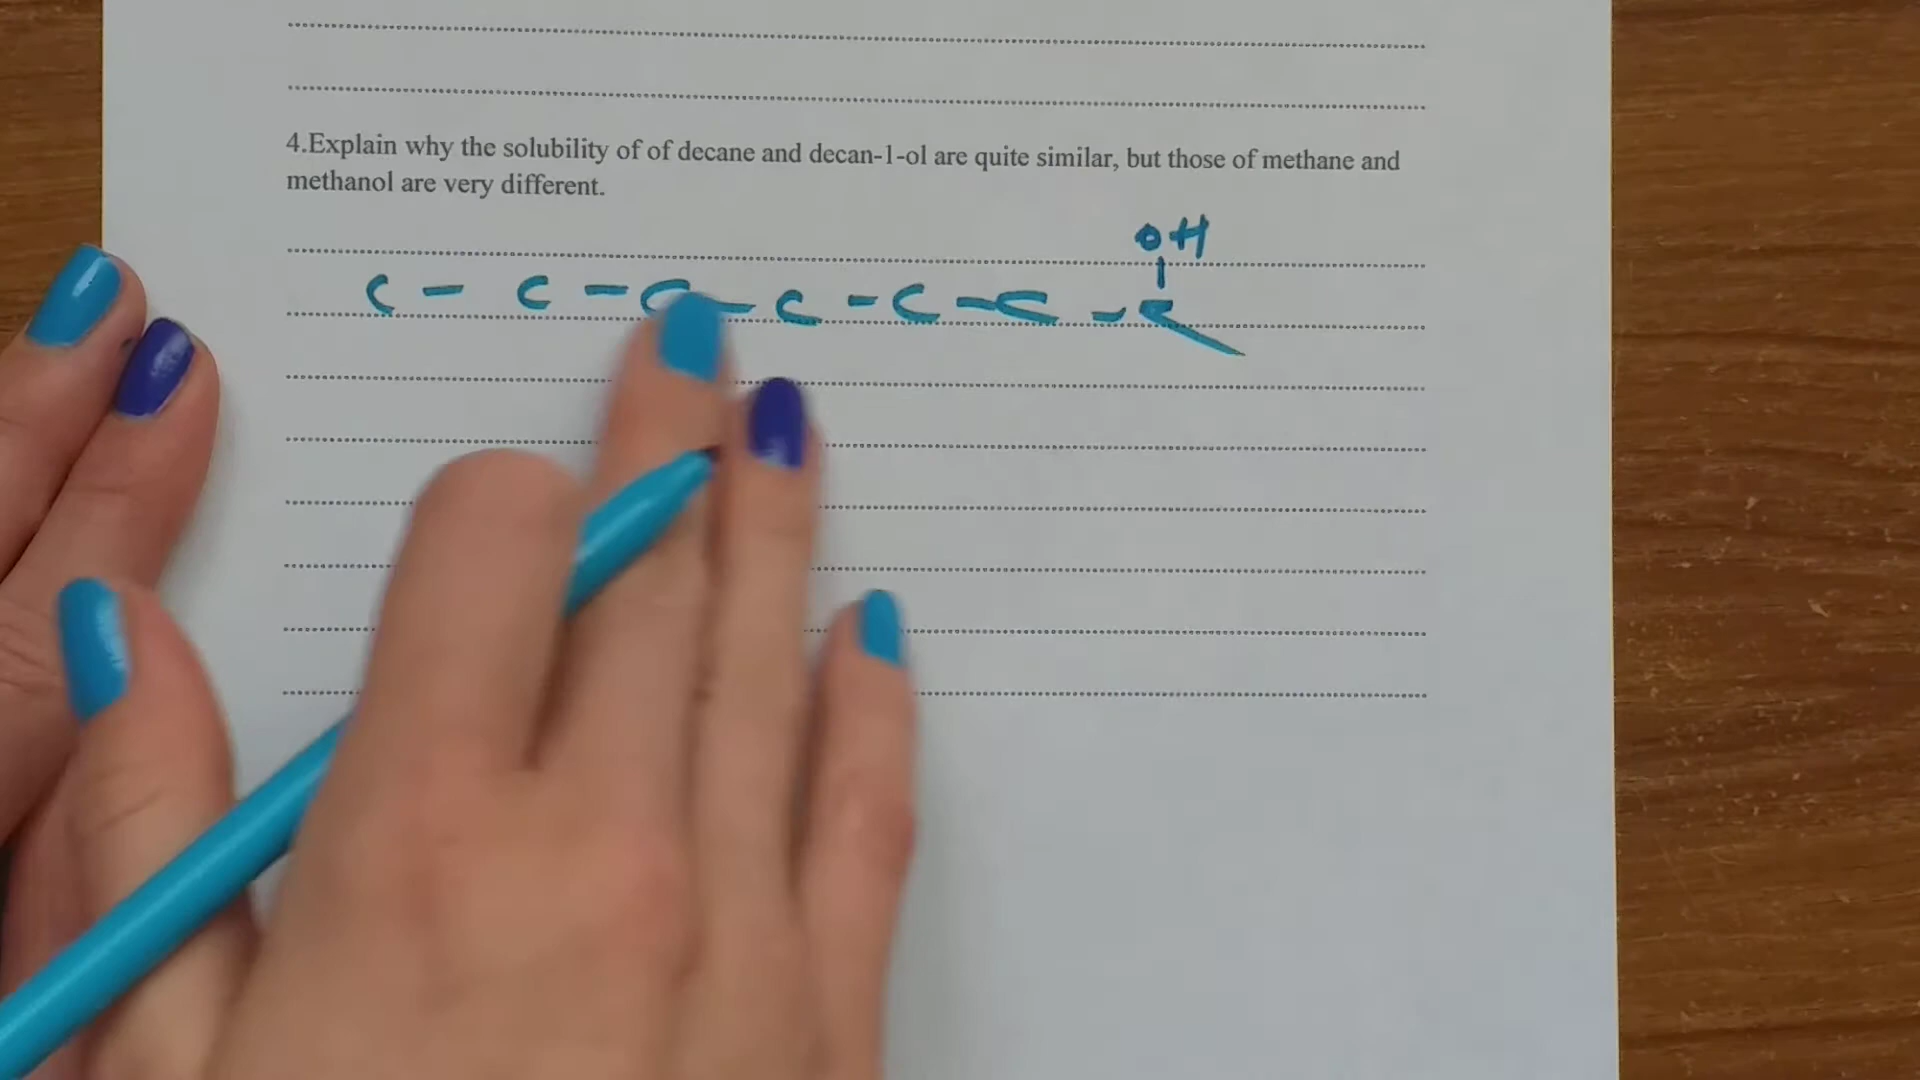 4.Explain why the solubility of of decane and decan-1-ol are quite similar, but those of methane and
methanol are very different.
OH
C - C - C - C - C - C - C